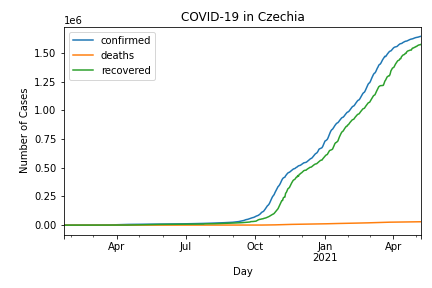 COVID-19 in Czechia
1e6
confirmed
deaths
recovered
1.50
1.25
1.00
0.75
0.50
0.25
0.00
Number of Cases
Apr
Jul
Oct
Jan
2021
Apr
Day